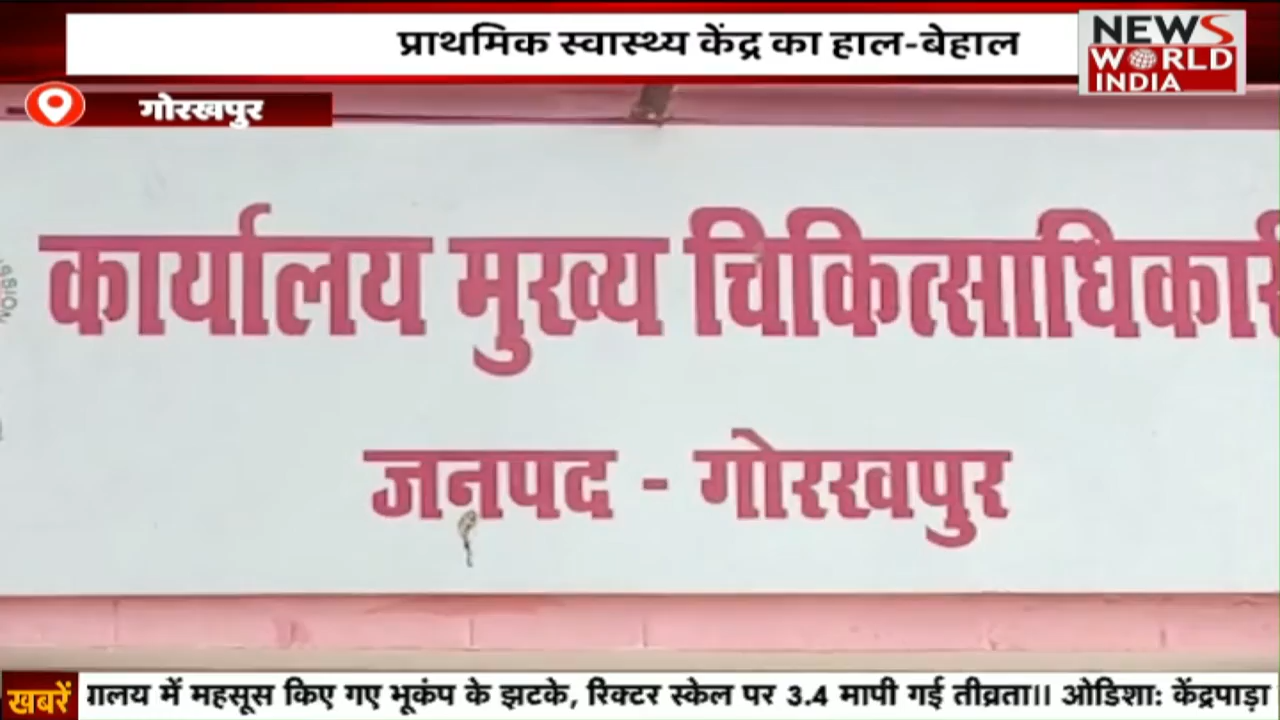 प्राथमिक स्वास्थ्य केंद्र का हाल-बेहाल
NEWS
WORLD
INDIA
गोरखपुर
कार्यालय मुख्य चिकित्साधिकारी
जनपद - गोरखपुर
खबरें
में महसूस किए गए भूकंप के झटके, रिक्टर स्केल पर 3.4 मापी गई तीव्रता।। ओडिशा: केंद्रपाड़ा